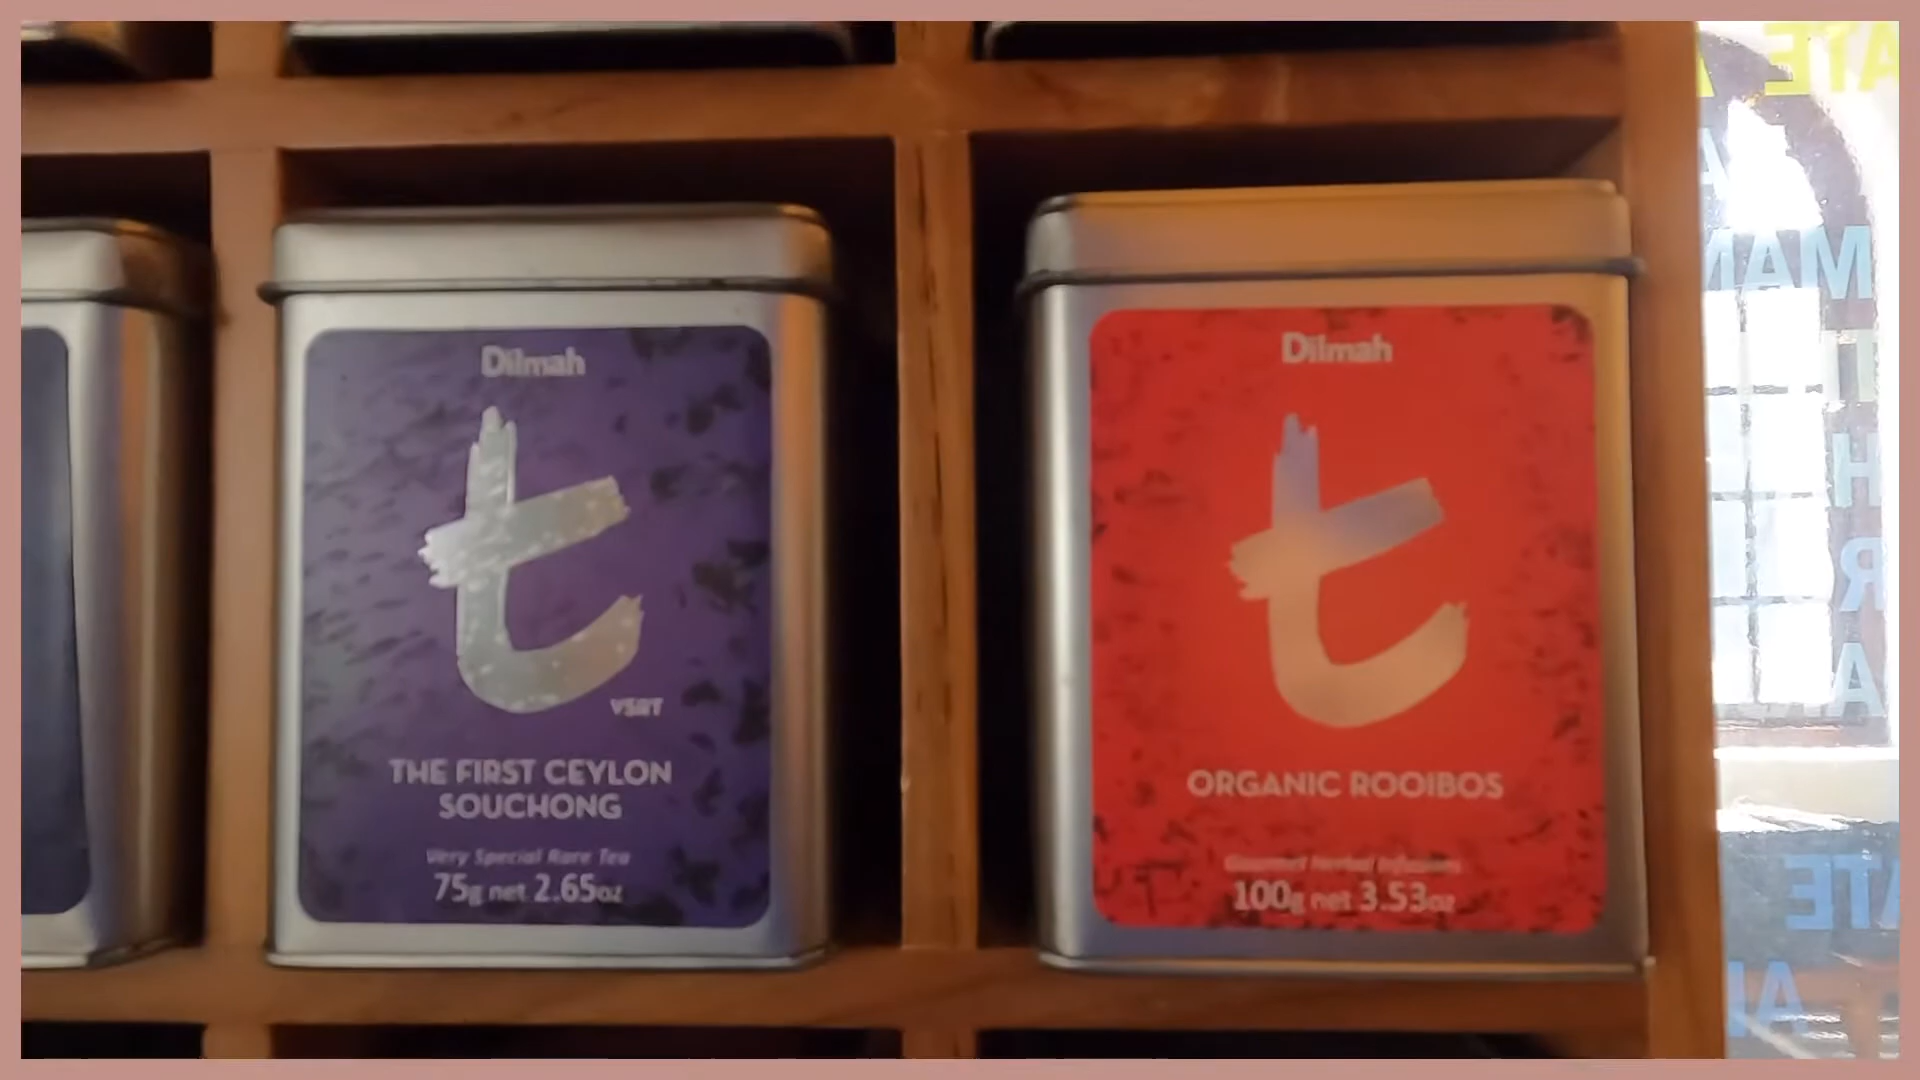 Dilmah
t
VSRT
THE FIRST CEYLON
SOUCHONG
Very Special Rare Tea
75g net 2.65oz
Dilmah
t
ORGANIC ROOIBOS
Gourmet Herbal Infusions
100g net 3.53oz